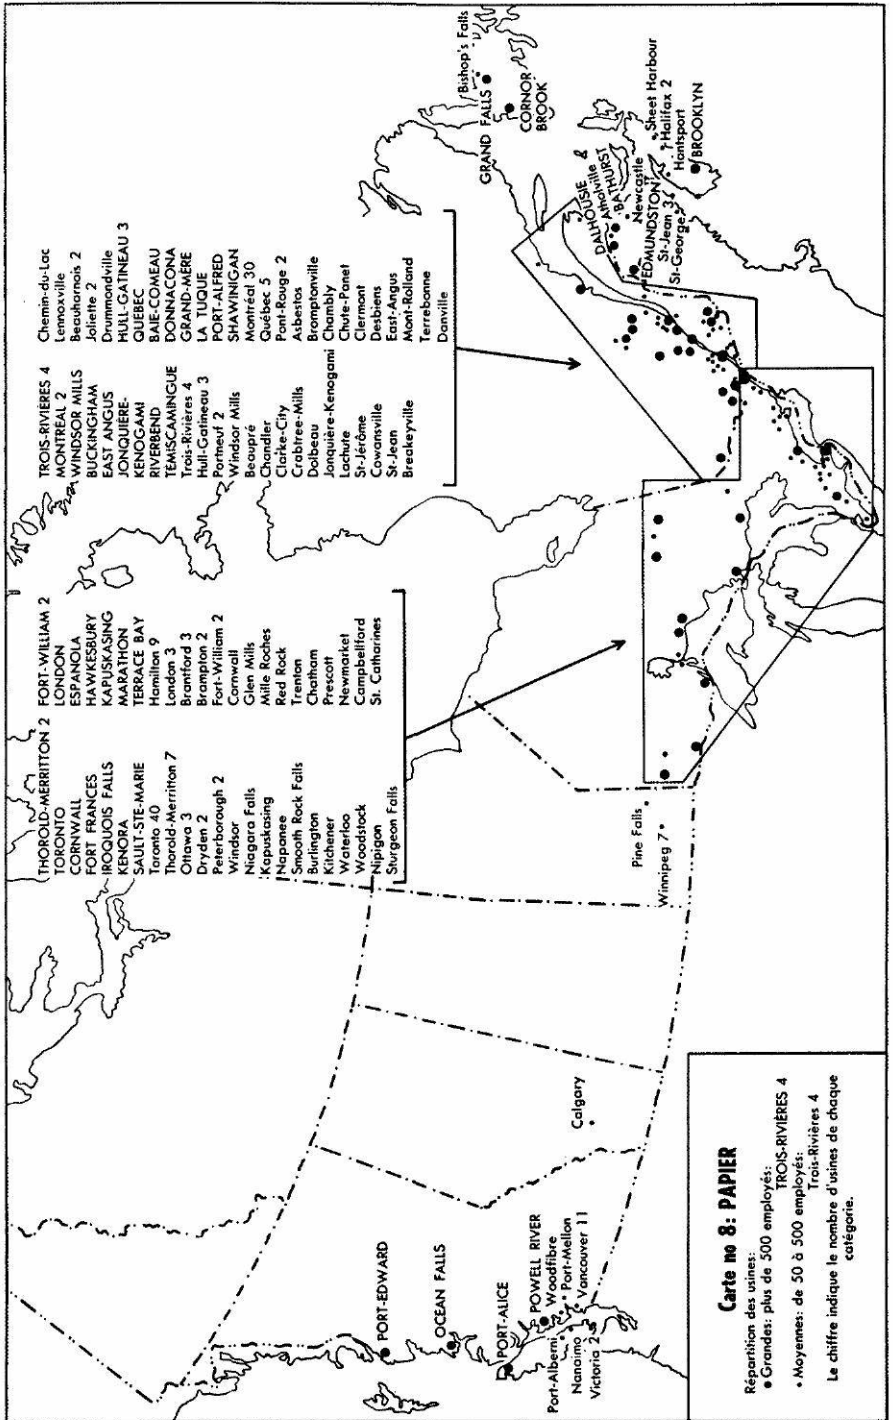 THOROLD-MERRITTON 2
TORONTO
CORNWALL
FORT FRANCES
IROQUOIS FALLS
KENORA
SAULT-STE-MARIE
Toronto 40
Thorold-Merritton 7
Ottawa 3
Dryden 2
Peterborough 2
Windsor
Niagara Falls
Kapuskasing
Napanee
Smooth Rock Falls
Burlington
Kitchener
Waterloo
Woodstock
Nipigon
Sturgeon Falls
FORT-WILLIAM 2
LONDON
ESPANOLA
HAWKESBURY
KAPUSKASING
MARATHON
TERRACE BAY
Hamilton 9
London 3
Brantford 3
Brampton 2
Fort-William 2
Cornwall
Glen Mills
Mille Roches
Red Rock
Trenton
Chatham
Prescott
Newmarket
Campbellford
St. Catharines
TROIS-RIVIÈRES 4
MONTRÉAL 2
WINDSOR MILLS
BUCKINGHAM
EAST ANGUS
JONQUIÈRE-
KENOGAMI
RIVERBEND
TÉMISCAMINGUE
Trois-Rivières 4
Hull-Gatineau 3
Portneuf 2
Windsor Mills
Beaupré
Chandler
Clarke-City
Crabtree-Mills
Dolbeau
Jonquière-Kenogami
Lachute
St-Jérôme
Cowansville
St-Jean
Breakeyville
Chemin-du-Lac
Lennoxville
Beauharnois 2
Joliette 2
Drummondville
HULL-GATINEAU 3
QUEBEC
BAIE-COMEAU
DONNACONA
GRAND-MÈRE
LA TUQUE
PORT-ALFRED
SHAWINIGAN
Montréal 30
Québec 5
Pont-Rouge 2
Asbestos
Bromptonville
Chambly
Chute-Panet
Clermont
Desbiens
East-Angus
Mont-Rolland
Terrebonne
Danville
Bishop's Falls
GRAND FALLS
CORNOR
BROOK
DALHOUSIE &
Atholville
BATHURST
Newcastle
EDMUNDSTON
St-Jean 3
St-George
Sheet Harbour
Halifax 2
Hantsport
BROOKLYN
Pine Falls
Winnipeg 7
Calgary
PORT-EDWARD
OCEAN FALLS
PORT-ALICE
POWELL RIVER
Woodfibre
Port-Mellon
Vancouver 11
Port-Alberni
Nanaimo
Victoria 2
Carte no 8: PAPIER
Répartition des usines:
• Grandes: plus de 500 employés:
TROIS-RIVIÈRES 4
• Moyennes: de 50 à 500 employés:
Trois-Rivières 4
Le chiffre indique le nombre d'usines de chaque
catégorie.